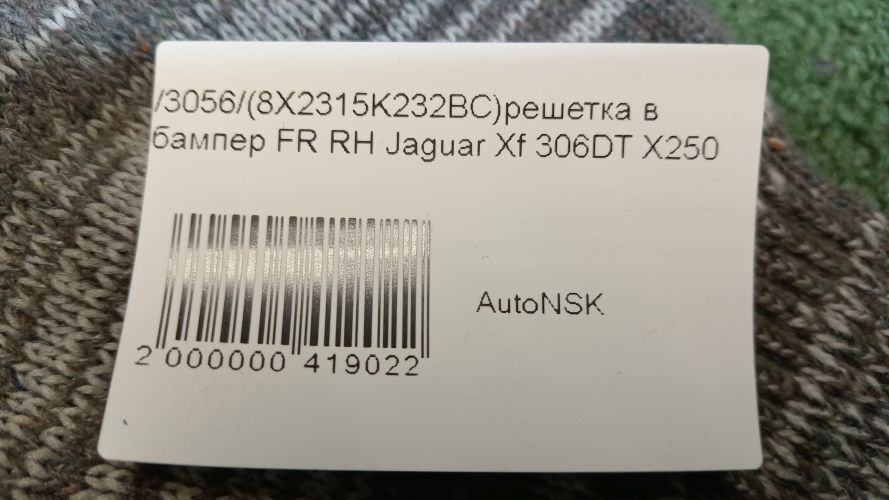 /3056/(8X2315K232BC)решетка в
бампер FR RH Jaguar Xf 306DT X250
AutoNSK
2 000000 419022